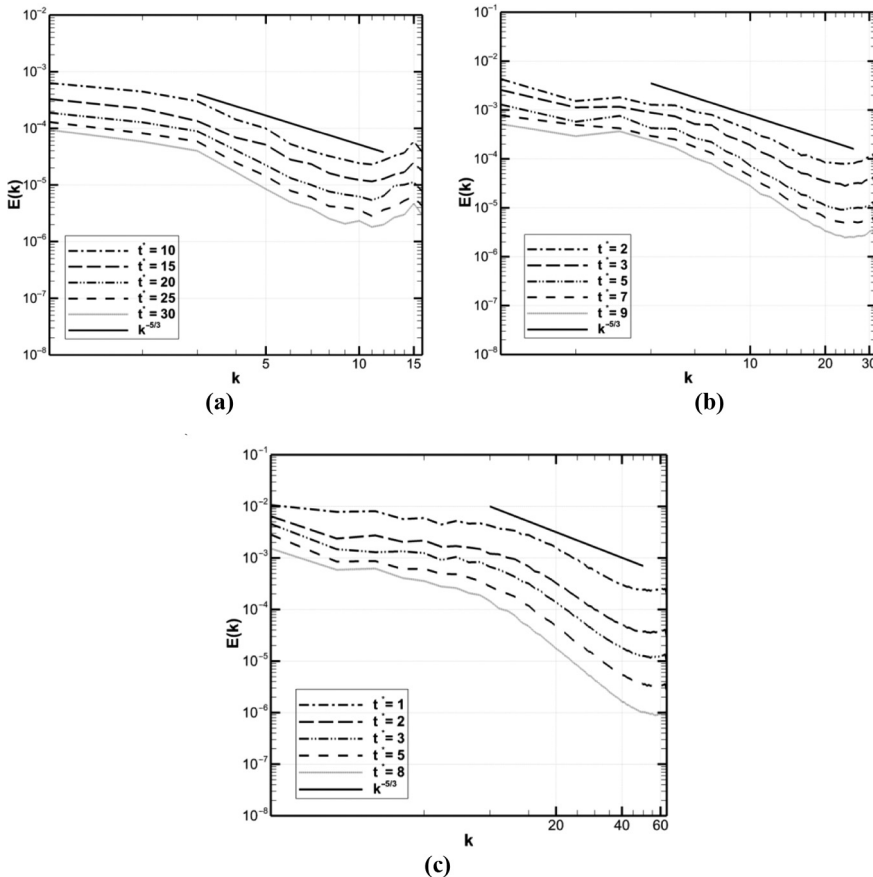 10⁻²
10⁻³
10⁻⁴
10⁻⁵
10⁻⁶
10⁻⁷
10⁻⁸
E(k)
t* = 10
t* = 15
t* = 20
t* = 25
t* = 30
k⁻⁵/³
5 10 15
k
(a)
10⁻¹
10⁻²
10⁻³
10⁻⁴
10⁻⁵
10⁻⁶
10⁻⁷
10⁻⁸
E(k)
t* = 2
t* = 3
t* = 5
t* = 7
t* = 9
k⁻⁵/³
10 20 30
k
(b)
10⁻¹
10⁻²
10⁻³
10⁻⁴
10⁻⁵
10⁻⁶
10⁻⁷
10⁻⁸
E(k)
t* = 1
t* = 2
t* = 3
t* = 5
t* = 8
k⁻⁵/³
20 40 60
k
(c)